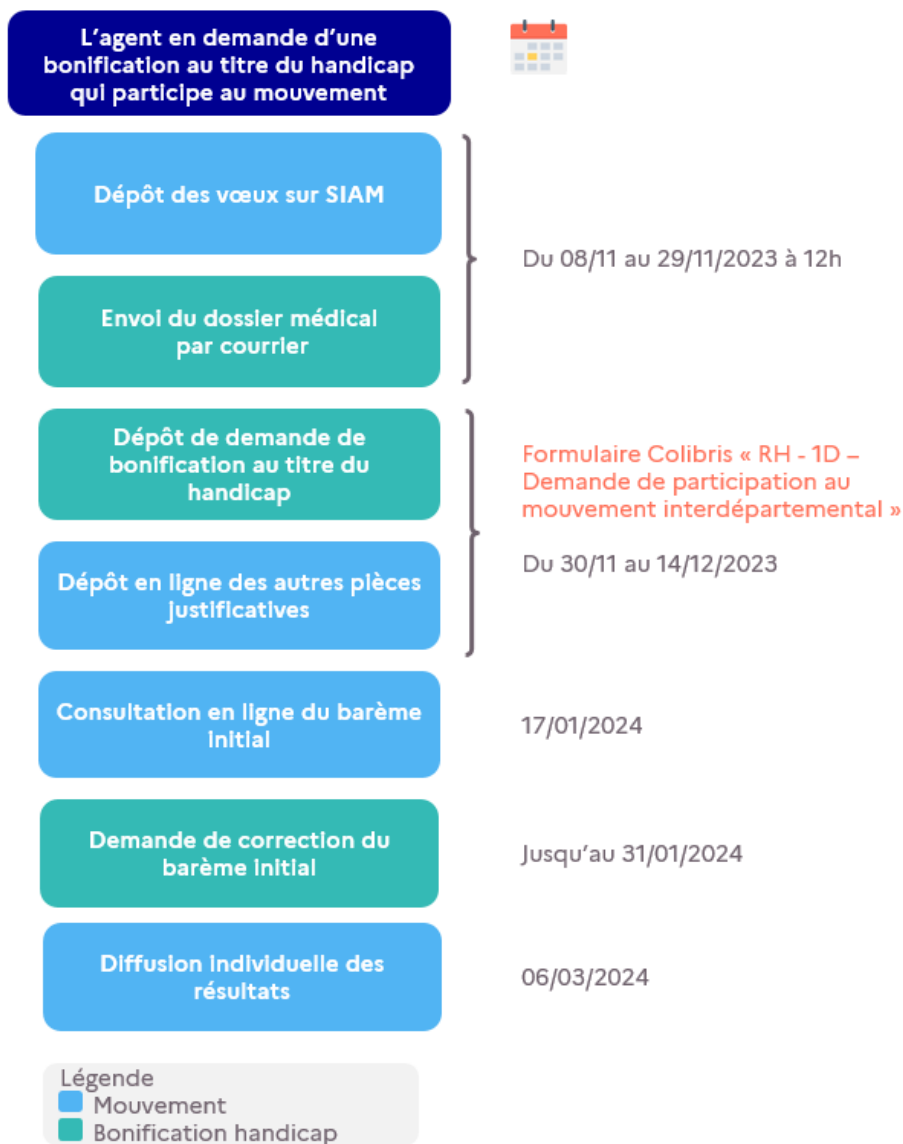 L'agent en demande d'une
bonification au titre du handicap
qui participe au mouvement
Dépôt des vœux sur SIAM
Du 08/11 au 29/11/2023 à 12h
Envoi du dossier médical
par courrier
Dépôt de demande de
bonification au titre du
handicap
Formulaire Colibris « RH - 1D –
Demande de participation au
mouvement interdépartemental »
Du 30/11 au 14/12/2023
Dépôt en ligne des autres pièces
justificatives
Consultation en ligne du barème
initial
17/01/2024
Demande de correction du
barème initial
Jusqu'au 31/01/2024
Diffusion individuelle des
résultats
06/03/2024
Légende
Mouvement
Bonification handicap